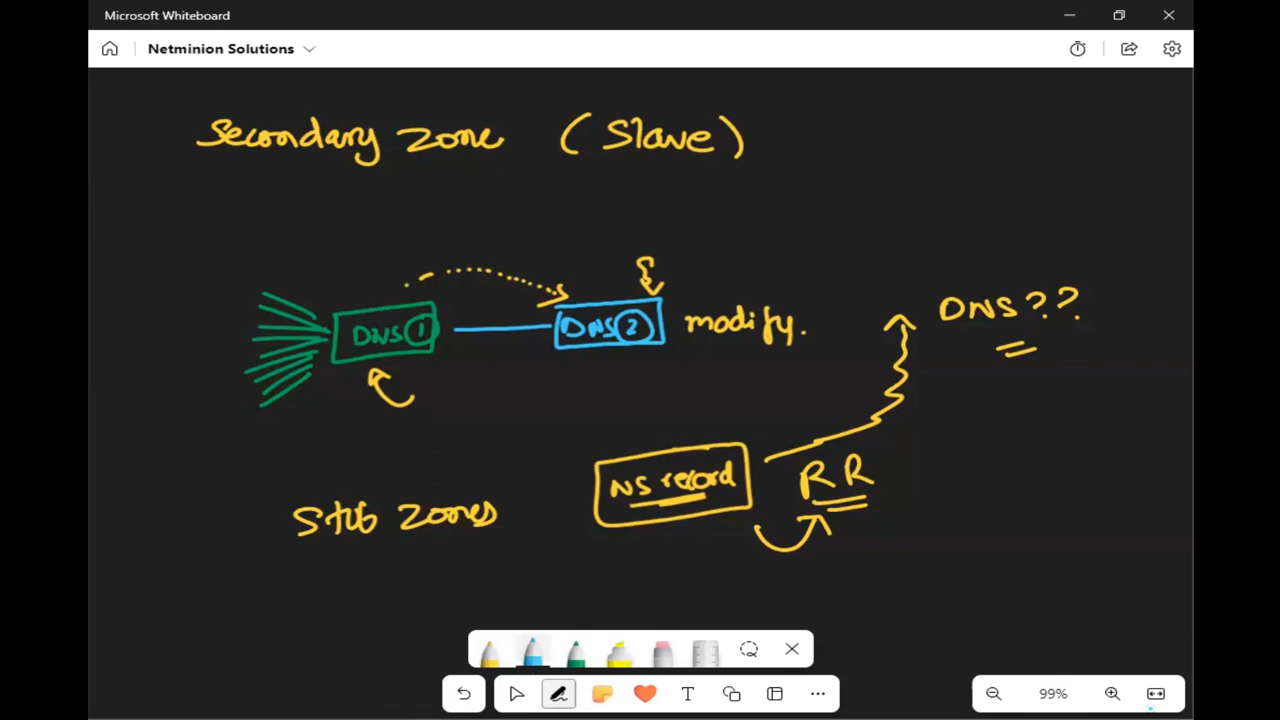 Microsoft Whiteboard
Netminion Solutions
Secondary zone (Slave)
DNS ??
DNS 1
DNS 2
modify.
NS record
RR
Stub zones
99%